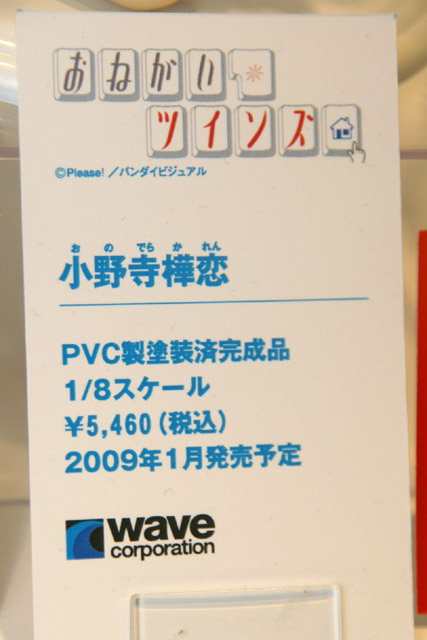 おねがい☼
ツインズ
©Please!／バンダイビジュアル
お の でら か れん
小野寺樺恋
PVC製塗装済完成品
1/8スケール
¥5,460(税込)
2009年1月発売予定
wave
corporation